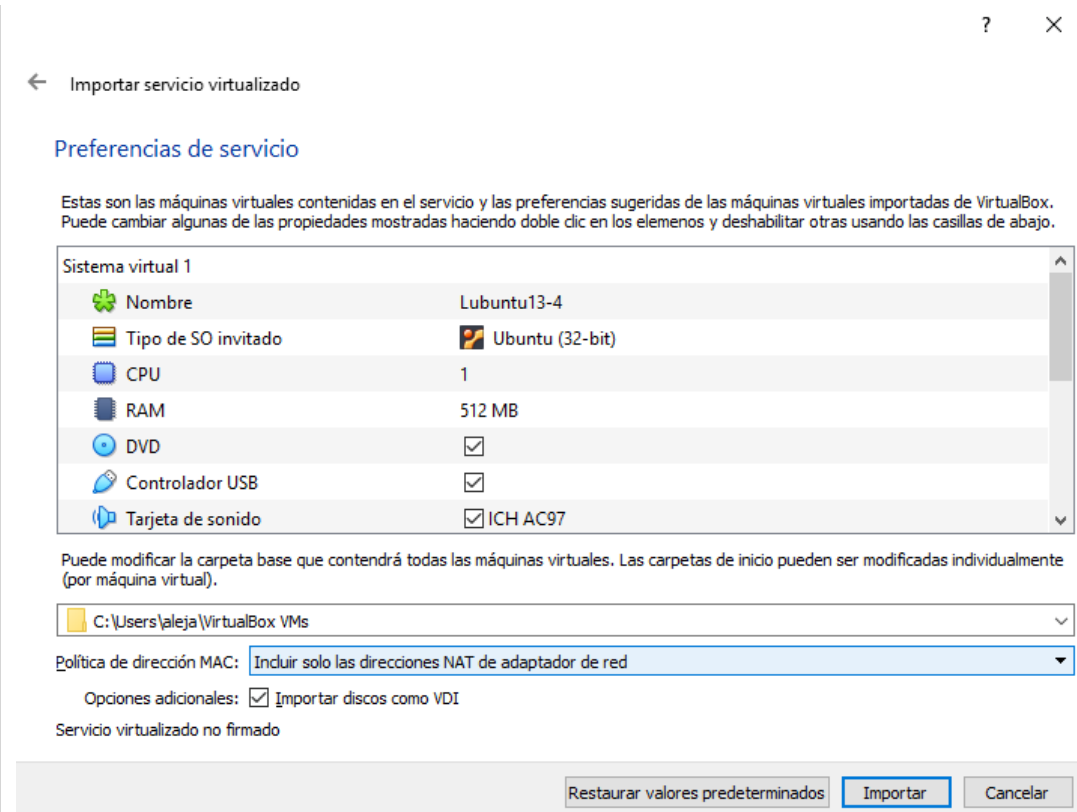 ?
Importar servicio virtualizado
Preferencias de servicio
Estas son las máquinas virtuales contenidas en el servicio y las preferencias sugeridas de las máquinas virtuales importadas de VirtualBox.
Puede cambiar algunas de las propiedades mostradas haciendo doble clic en los elemenos y deshabilitar otras usando las casillas de abajo.
Sistema virtual 1
Nombre Lubuntu13-4
Tipo de SO invitado Ubuntu (32-bit)
CPU 1
RAM 512 MB
DVD
Controlador USB
Tarjeta de sonido ICH AC97
Puede modificar la carpeta base que contendrá todas las máquinas virtuales. Las carpetas de inicio pueden ser modificadas individualmente
(por máquina virtual).
C:\Users\aleja\VirtualBox VMs
Política de dirección MAC: Incluir solo las direcciones NAT de adaptador de red
Opciones adicionales: Importar discos como VDI
Servicio virtualizado no firmado
Restaurar valores predeterminados Importar Cancelar